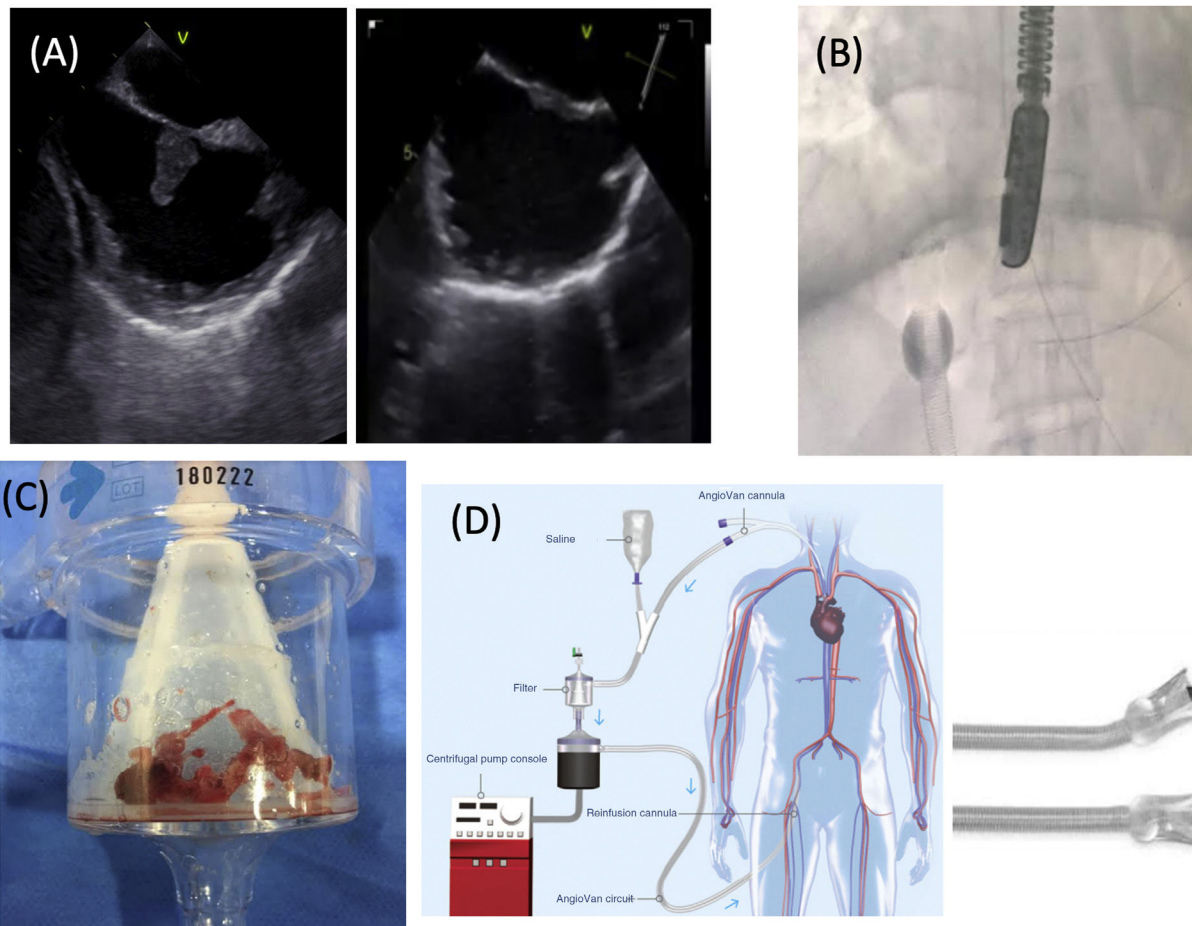 (A)
V
V
5
(B)
(C)
180222
LOT
(D)
AngioVan cannula
Saline
Filter
Centrifugal pump console
Reinfusion cannula
AngioVan circuit